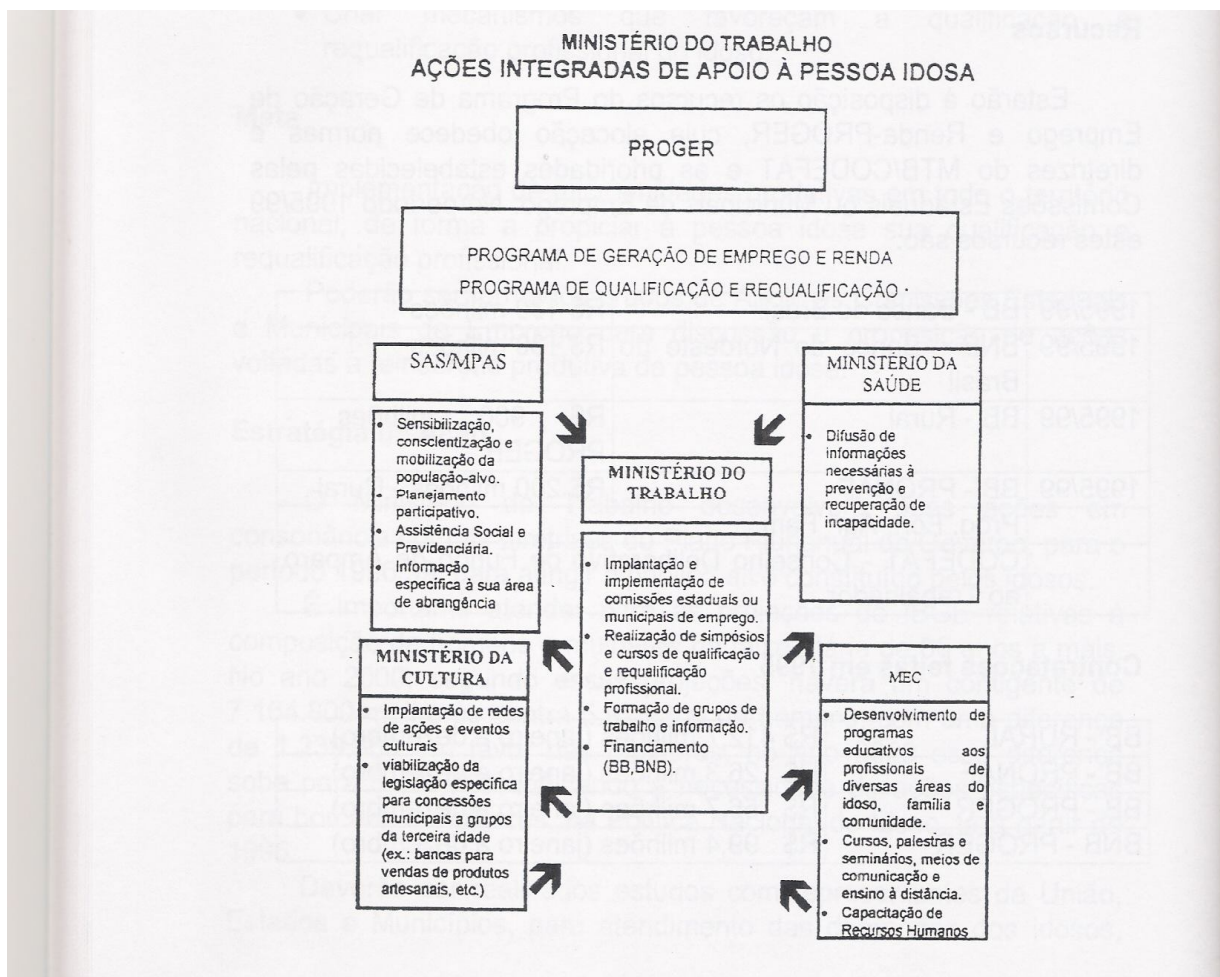 MINISTÉRIO DO TRABALHO
AÇÕES INTEGRADAS DE APOIO À PESSOA IDOSA
PROGER
PROGRAMA DE GERAÇÃO DE EMPREGO E RENDA
PROGRAMA DE QUALIFICAÇÃO E REQUALIFICAÇÃO
SAS/MPAS
• Sensibilização,
conscientização e
mobilização da
população-alvo.
• Planejamento
participativo.
• Assistência Social e
Previdenciária.
• Informação
específica à sua área
de abrangência
MINISTÉRIO DA
SAÚDE
• Difusão de
informações
necessárias à
prevenção e
recuperação de
incapacidade.
MINISTÉRIO DO
TRABALHO
• Implantação e
implementação de
comissões estaduais ou
municipais de emprego.
• Realização de simpósios
e cursos de qualificação
e requalificação
profissional.
• Formação de grupos de
trabalho e informação.
• Financiamento
(BB,BNB).
MINISTÉRIO DA
CULTURA
• Implantação de redes
de ações e eventos
culturais
• viabilização da
legislação específica
para concessões
municipais a grupos
da terceira idade
(ex.: bancas para
vendas de produtos
artesanais, etc.)
MEC
• Desenvolvimento de
programas
educativos aos
profissionais de
diversas áreas do
idoso, família e
comunidade.
• Cursos, palestras e
seminários, meios de
comunicação e
ensino à distância.
• Capacitação de
Recursos Humanos